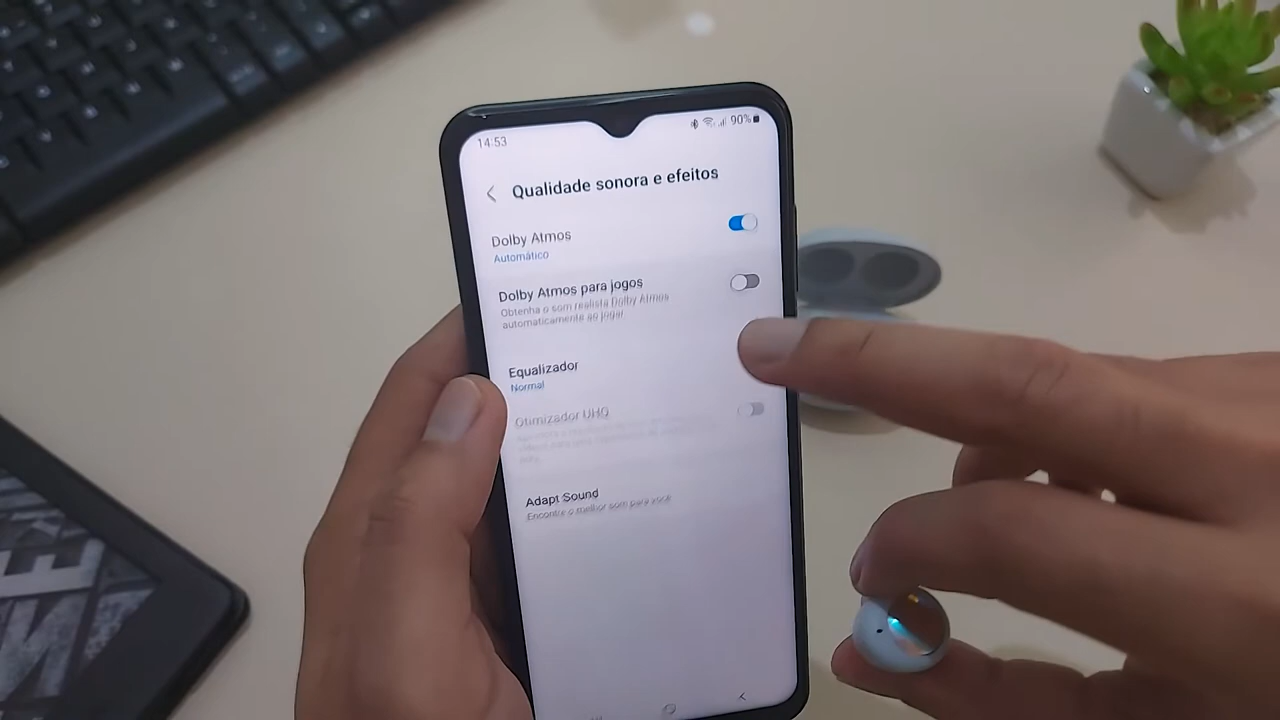 14:53
90%
Qualidade sonora e efeitos
Dolby Atmos
Automático
Dolby Atmos para jogos
Obtenha o som realista Dolby Atmos
automaticamente ao jogar.
Equalizador
Normal
Otimizador UHQ
Adapt Sound
Encontre o melhor som para você